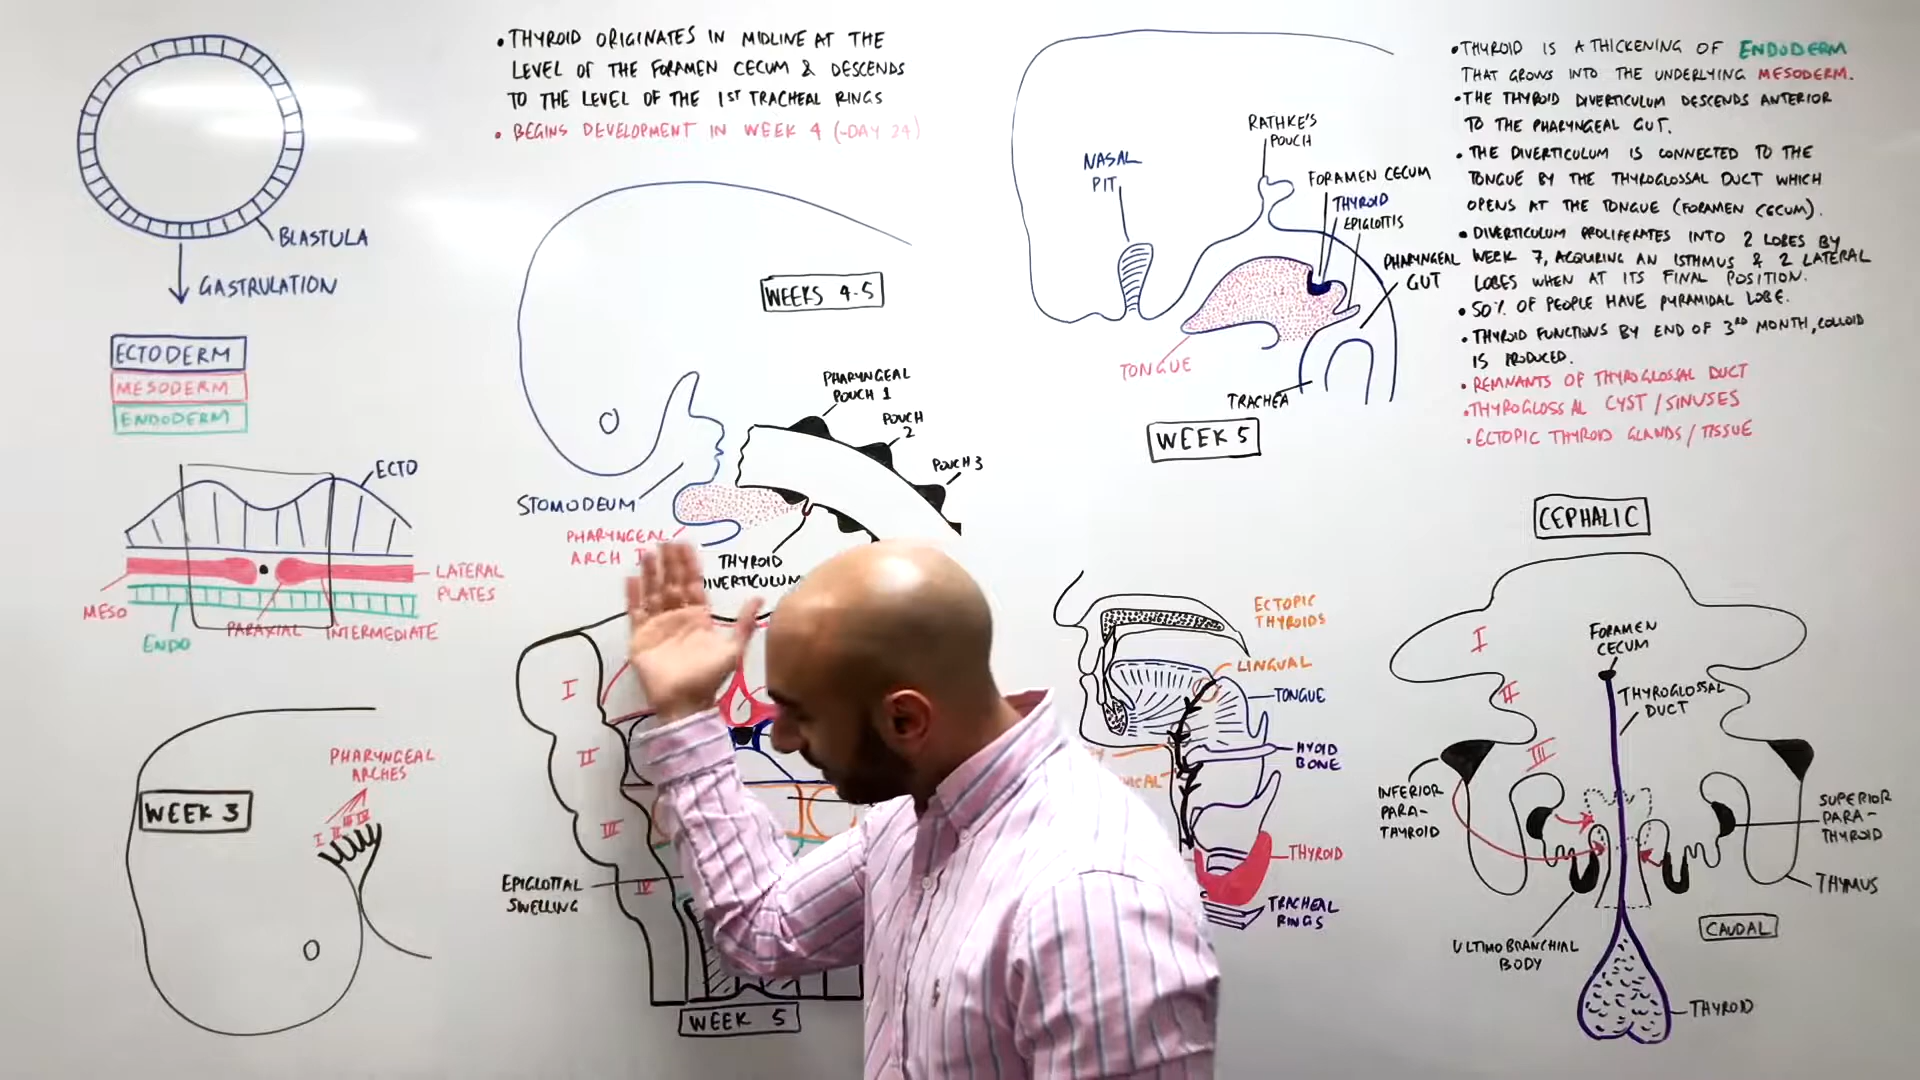 BLASTULA
GASTRULATION
ECTODERM
MESODERM
ENDODERM
ECTO
LATERAL
PLATES
MESO
ENDO
PARAXIAL
INTERMEDIATE
WEEK 3
PHARYNGEAL
ARCHES
I II III IV
• THYROID ORIGINATES IN MIDLINE AT THE
LEVEL OF THE FORAMEN CECUM & DESCENDS
TO THE LEVEL OF THE 1ST TRACHEAL RINGS
• BEGINS DEVELOPMENT IN WEEK 4 (~DAY 24)
WEEKS 4-5
PHARYNGEAL
POUCH 1
POUCH
2
POUCH 3
STOMODEUM
PHARYNGEAL
ARCH I
THYROID
DIVERTICULUM
I
II
III
IV
EPIGLOTTAL
SWELLING
WEEK 5
NASAL
PIT
RATHKE'S
POUCH
FORAMEN CECUM
THYROID
EPIGLOTTIS
PHARYNGEAL
GUT
TONGUE
TRACHEA
WEEK 5
• THYROID IS A THICKENING OF ENDODERM
THAT GROWS INTO THE UNDERLYING MESODERM.
• THE THYROID DIVERTICULUM DESCENDS ANTERIOR
TO THE PHARYNGEAL GUT.
• THE DIVERTICULUM IS CONNECTED TO THE
TONGUE BY THE THYROGLOSSAL DUCT WHICH
OPENS AT THE TONGUE (FORAMEN CECUM).
• DIVERTICULUM PROLIFERATES INTO 2 LOBES BY
WEEK 7, ACQUIRING AN ISTHMUS & 2 LATERAL
LOBES WHEN AT ITS FINAL POSITION.
• 50% OF PEOPLE HAVE PYRAMIDAL LOBE.
• THYROID FUNCTIONS BY END OF 3RD MONTH, COLLOID
IS PRODUCED.
• REMNANTS OF THYROGLOSSAL DUCT
• THYROGLOSSAL CYST / SINUSES
• ECTOPIC THYROID GLANDS / TISSUE
ECTOPIC
THYROIDS
LINGUAL
TONGUE
HYOID
BONE
THYROID
TRACHEAL
RINGS
CEPHALIC
I
II
III
FORAMEN
CECUM
THYROGLOSSAL
DUCT
INFERIOR
PARA-
THYROID
SUPERIOR
PARA-
THYROID
THYMUS
ULTIMOBRANCHIAL
BODY
CAUDAL
THYROID